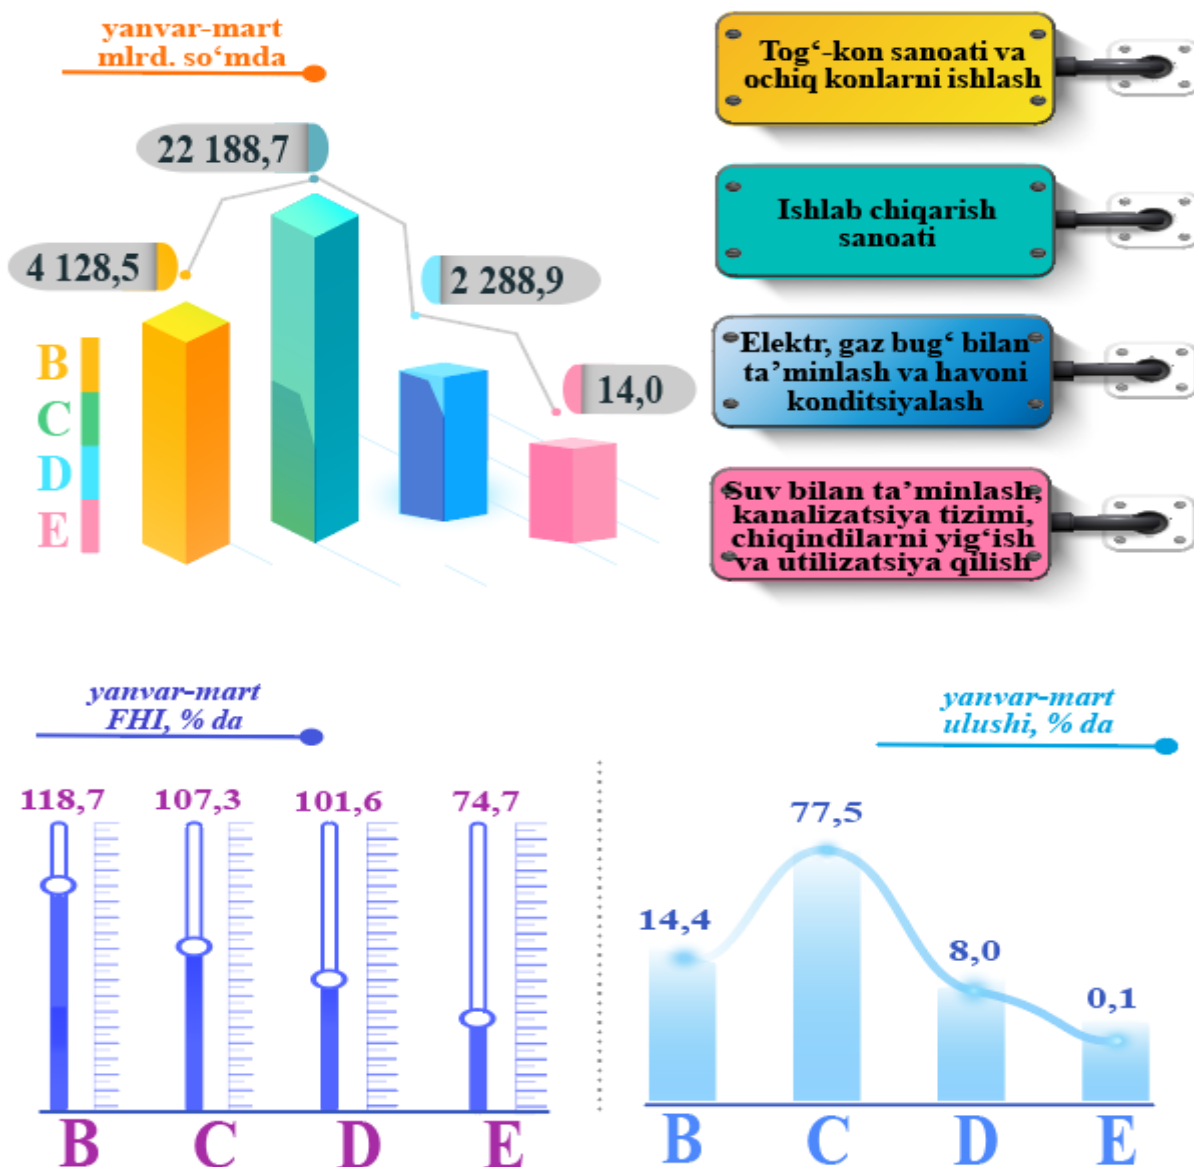 yanvar-mart
mlrd. so‘mda
22 188,7
4 128,5
2 288,9
14,0
B
C
D
E
Tog‘-kon sanoati va
ochiq konlarni ishlash
Ishlab chiqarish
sanoati
Elektr, gaz bug‘ bilan
ta’minlash va havoni
konditsiyalash
Suv bilan ta’minlash,
kanalizatsiya tizimi,
chiqindilarni yig‘ish
va utilizatsiya qilish
yanvar-mart
FHI, % da
118,7 107,3 101,6 74,7
B C D E
yanvar-mart
ulushi, % da
77,5
14,4
8,0
0,1
B C D E